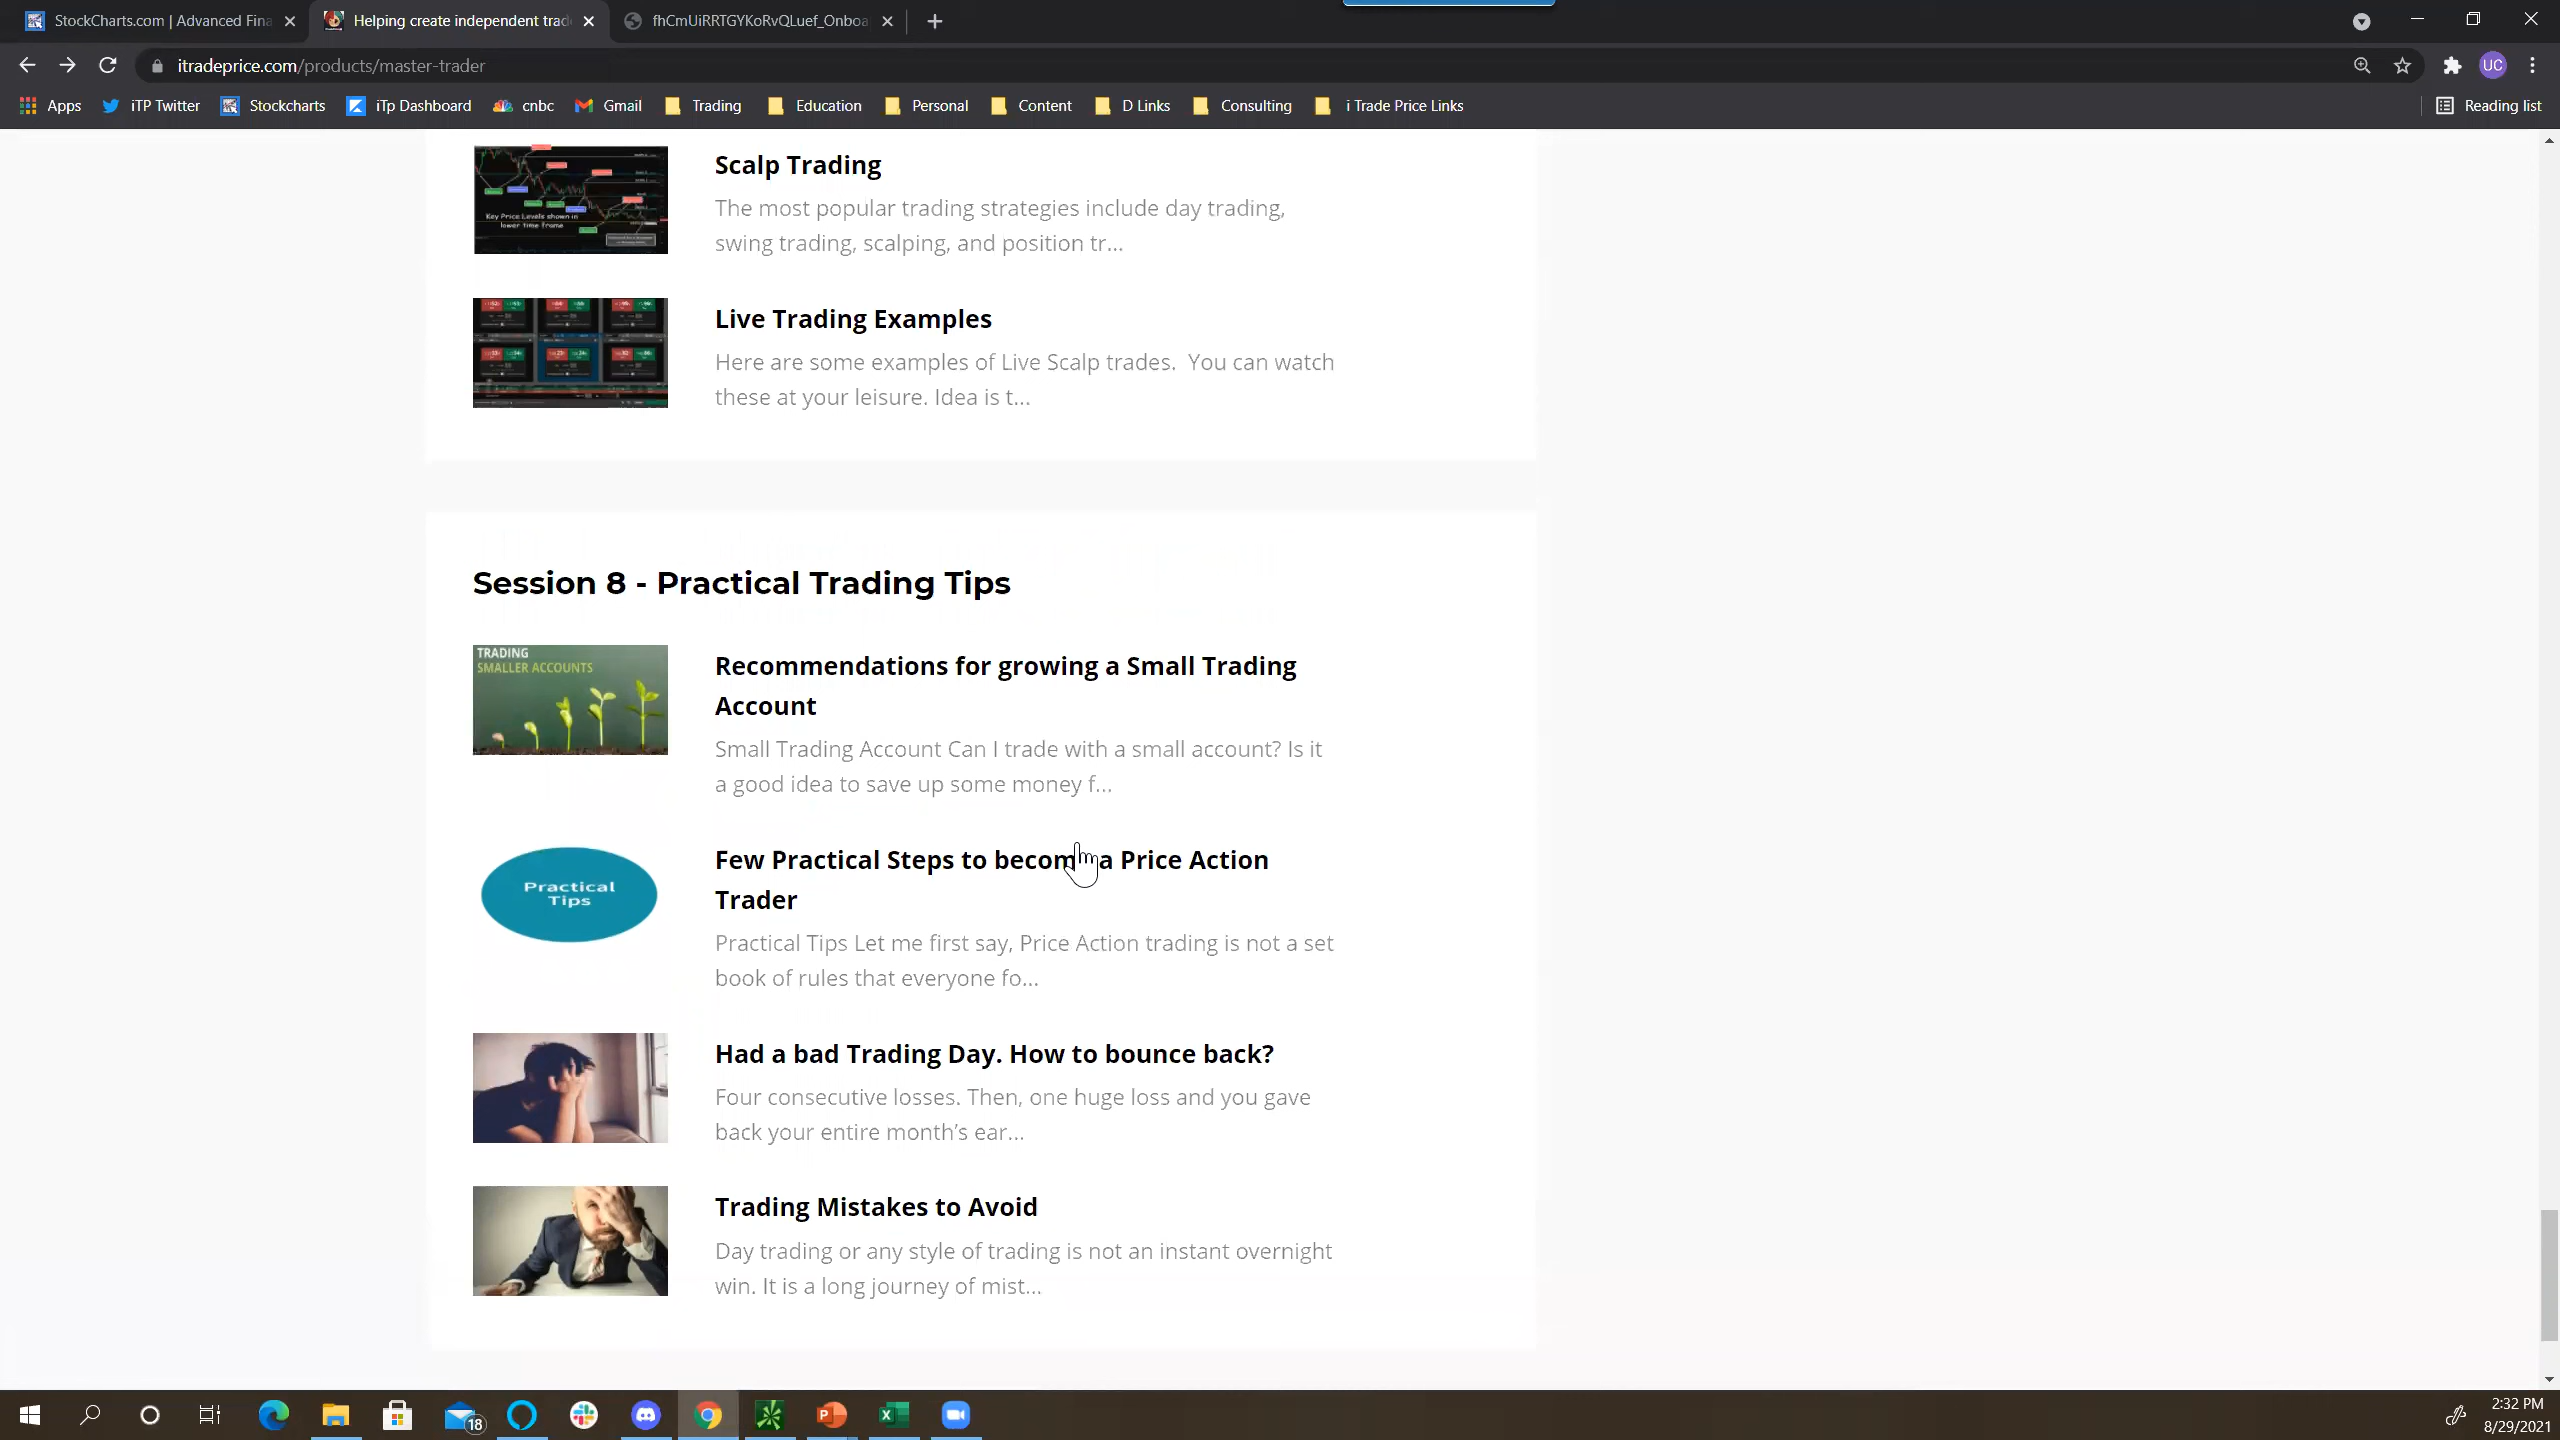 StockCharts.com | Advanced Fina
Helping create independent trad
fhCmUiRRTGYKoRvQLuef_Onboa
itradeprice.com/products/master-trader
UC
Apps
iTP Twitter
Stockcharts
iTp Dashboard
cnbc
Gmail
Trading
Education
Personal
Content
D Links
Consulting
i Trade Price Links
Reading list
Key Price Levels shown in
lower time frame
Scalp Trading
The most popular trading strategies include day trading,
swing trading, scalping, and position tr...
Live Trading Examples
Here are some examples of Live Scalp trades.  You can watch
these at your leisure. Idea is t...
Session 8 - Practical Trading Tips
TRADING
SMALLER ACCOUNTS
Recommendations for growing a Small Trading
Account
Small Trading Account Can I trade with a small account? Is it
a good idea to save up some money f...
Practical
Tips
Few Practical Steps to becom a Price Action
Trader
Practical Tips Let me first say, Price Action trading is not a set
book of rules that everyone fo...
Had a bad Trading Day. How to bounce back?
Four consecutive losses. Then, one huge loss and you gave
back your entire month's ear...
Trading Mistakes to Avoid
Day trading or any style of trading is not an instant overnight
win. It is a long journey of mist...
18
2:32 PM
8/29/2021